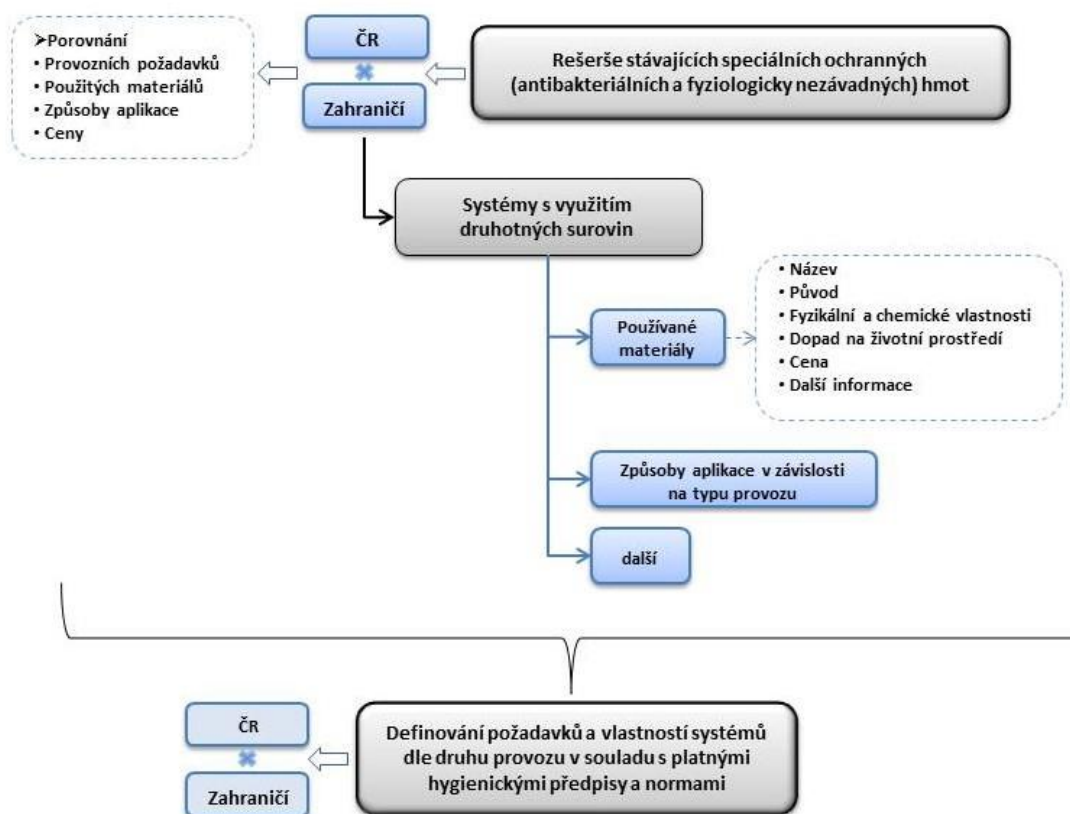 ➢Porovnání
• Provozních požadavků
• Použitých materiálů
• Způsoby aplikace
• Ceny
ČR
Zahraničí
Rešerše stávajících speciálních ochranných
(antibakteriálních a fyziologicky nezávadných) hmot
Systémy s využitím
druhotných surovin
Používané
materiály
• Název
• Původ
• Fyzikální a chemické vlastnosti
• Dopad na životní prostředí
• Cena
• Další informace
Způsoby aplikace v závislosti
na typu provozu
další
ČR
Zahraničí
Definování požadavků a vlastností systémů
dle druhu provozu v souladu s platnými
hygienickými předpisy a normami